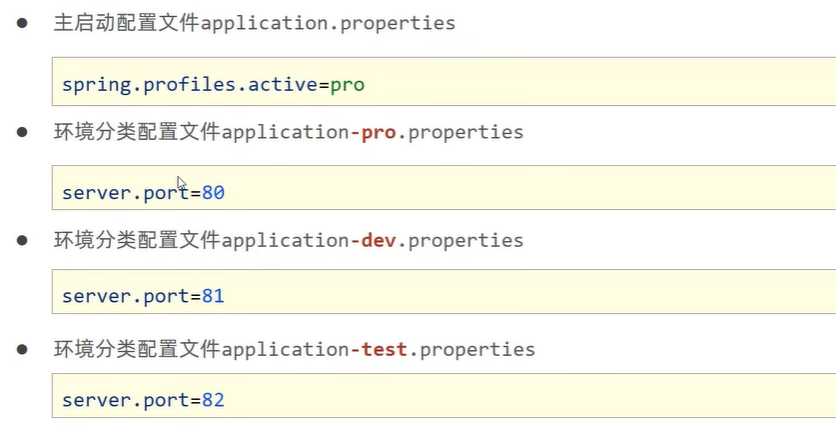 主启动配置文件application.properties
spring.profiles.active=pro
环境分类配置文件application-pro.properties
server.port=80
环境分类配置文件application-dev.properties
server.port=81
环境分类配置文件application-test.properties
server.port=82